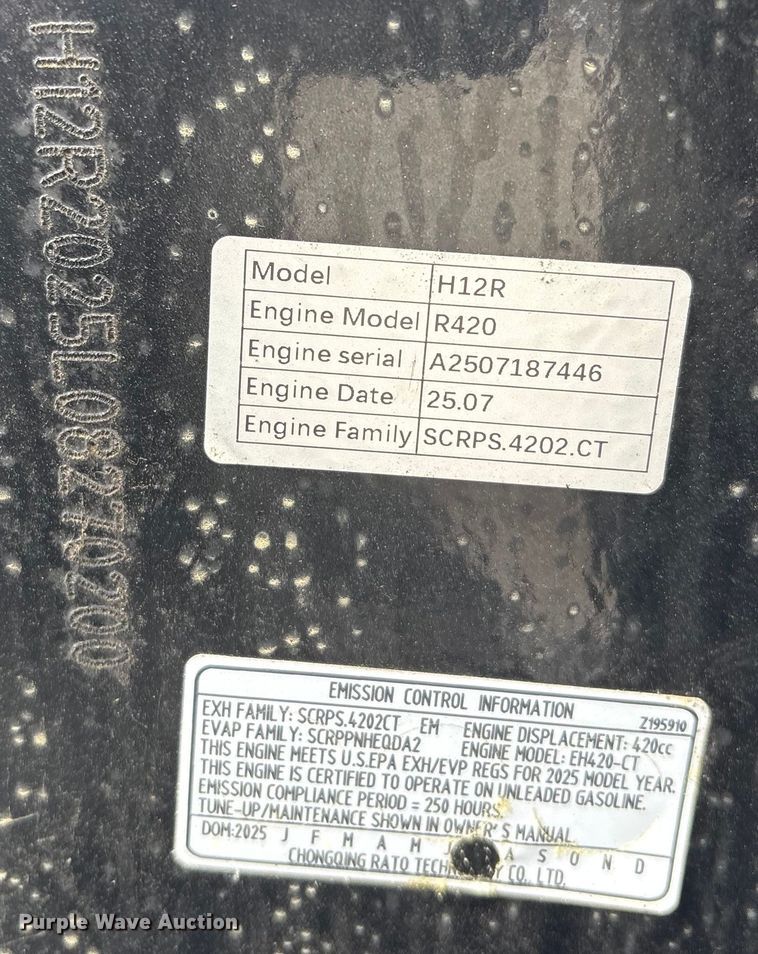 H12R2025L08270200
Model H12R
Engine Model R420
Engine serial A2507187446
Engine Date 25.07
Engine Family SCRPS.4202.CT
EMISSION CONTROL INFORMATION
Z195910
EXH FAMILY: SCRPS.4202CT EM ENGINE DISPLACEMENT: 420cc
EVAP FAMILY: SCRPPNHEQDA2 ENGINE MODEL: EH420-CT
THIS ENGINE MEETS U.S.EPA EXH/EVP REGS FOR 2025 MODEL YEAR.
THIS ENGINE IS CERTIFIED TO OPERATE ON UNLEADED GASOLINE.
EMISSION COMPLIANCE PERIOD = 250 HOURS.
TUNE-UP/MAINTENANCE SHOWN IN OWNER'S MANUAL.
DOM:2025 J F M A M A S O N D
CHONGQING RATO CO., LTD.
Purple Wave Auction